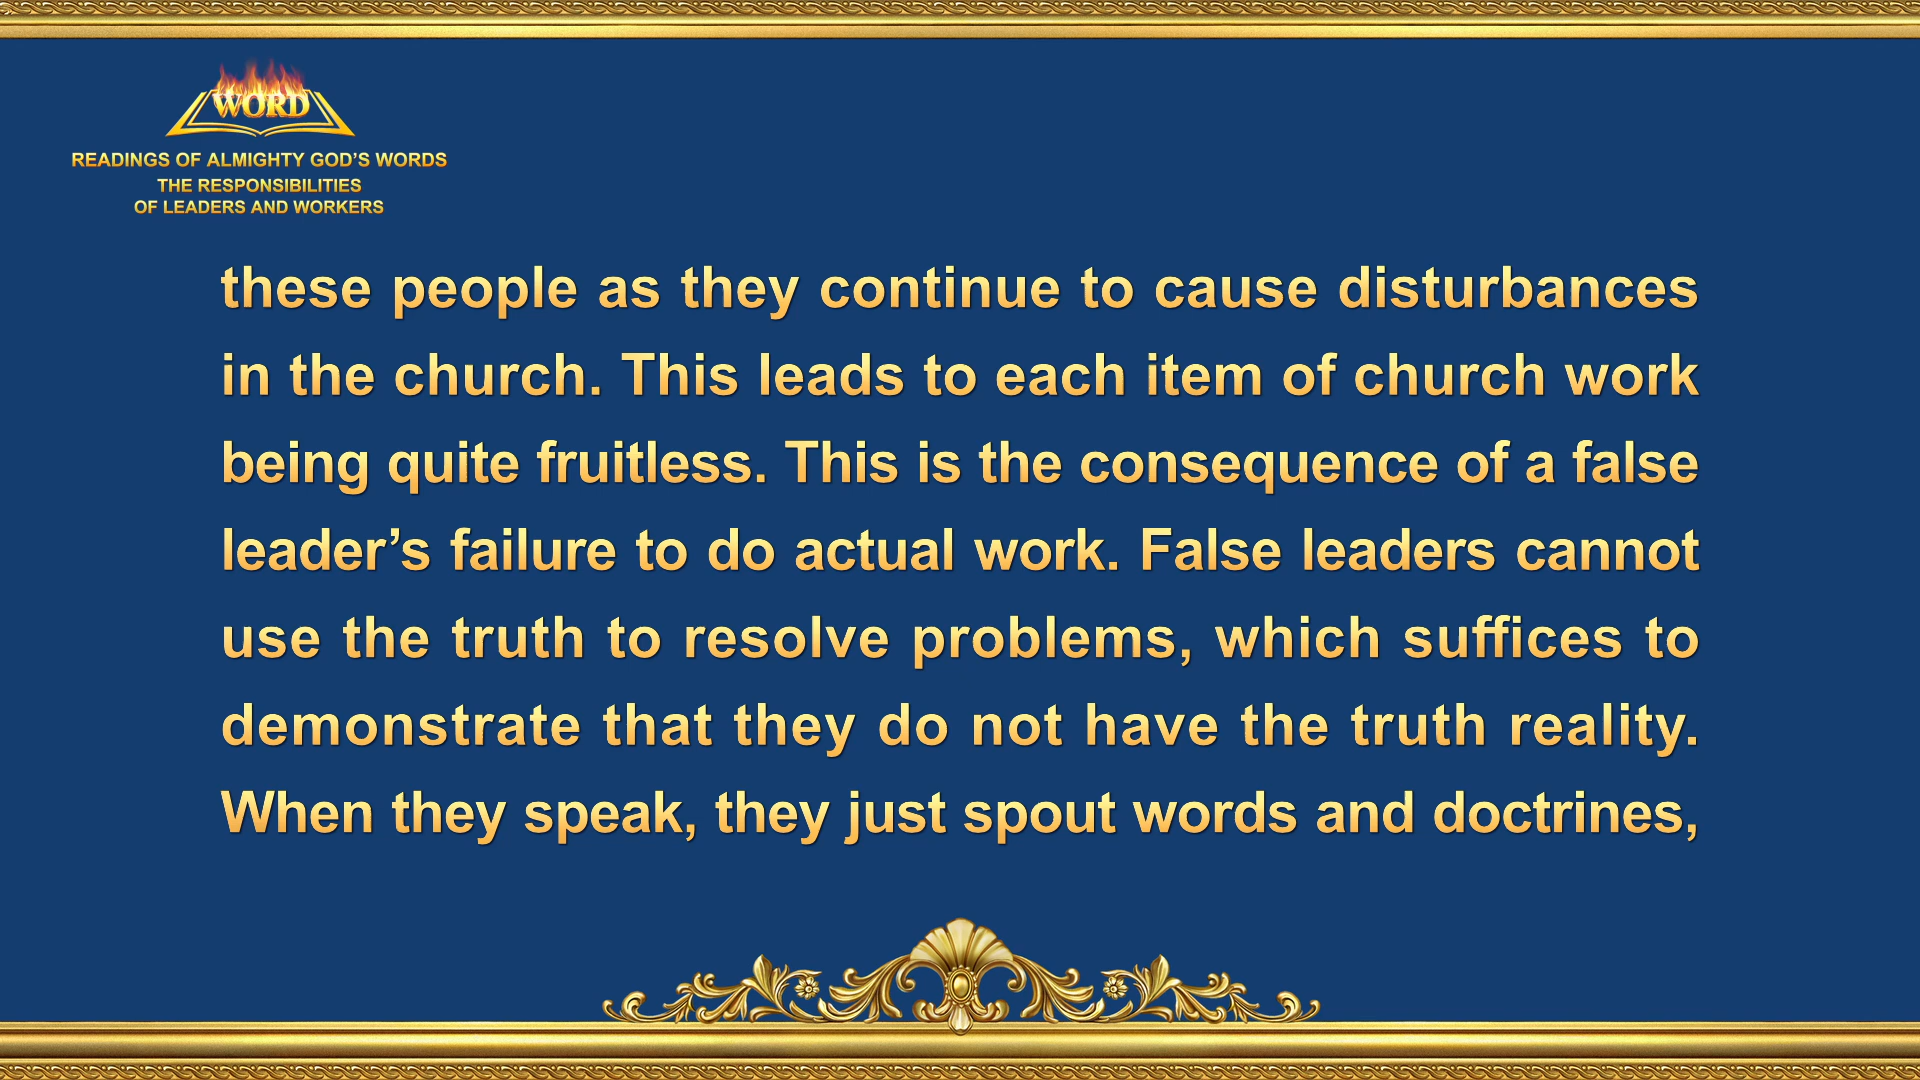 WORD
READINGS OF ALMIGHTY GOD’S WORDS
THE RESPONSIBILITIES
OF LEADERS AND WORKERS
these people as they continue to cause disturbances
in the church. This leads to each item of church work
being quite fruitless. This is the consequence of a false
leader’s failure to do actual work. False leaders cannot
use the truth to resolve problems, which suffices to
demonstrate that they do not have the truth reality.
When they speak, they just spout words and doctrines,